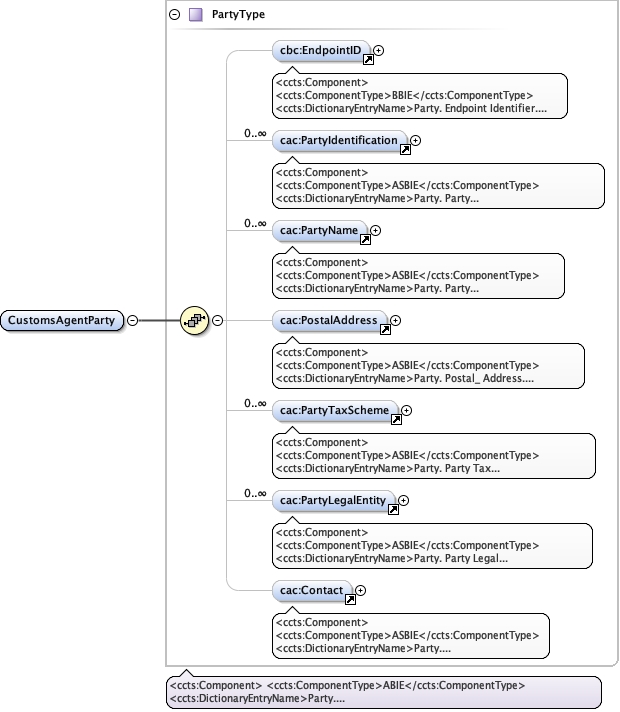 PartyType
cbc:EndpointID
<ccts:Component>
<ccts:ComponentType>BBIE</ccts:ComponentType>
<ccts:DictionaryEntryName>Party. Endpoint Identifier....
0..∞
cac:PartyIdentification
<ccts:Component>
<ccts:ComponentType>ASBIE</ccts:ComponentType>
<ccts:DictionaryEntryName>Party. Party...
0..∞
cac:PartyName
<ccts:Component>
<ccts:ComponentType>ASBIE</ccts:ComponentType>
<ccts:DictionaryEntryName>Party. Party...
CustomsAgentParty
cac:PostalAddress
<ccts:Component>
<ccts:ComponentType>ASBIE</ccts:ComponentType>
<ccts:DictionaryEntryName>Party. Postal_ Address....
0..∞
cac:PartyTaxScheme
<ccts:Component>
<ccts:ComponentType>ASBIE</ccts:ComponentType>
<ccts:DictionaryEntryName>Party. Party Tax...
0..∞
cac:PartyLegalEntity
<ccts:Component>
<ccts:ComponentType>ASBIE</ccts:ComponentType>
<ccts:DictionaryEntryName>Party. Party Legal...
cac:Contact
<ccts:Component>
<ccts:ComponentType>ASBIE</ccts:ComponentType>
<ccts:DictionaryEntryName>Party....
<ccts:Component> <ccts:ComponentType>ABIE</ccts:ComponentType>
<ccts:DictionaryEntryName>Party....